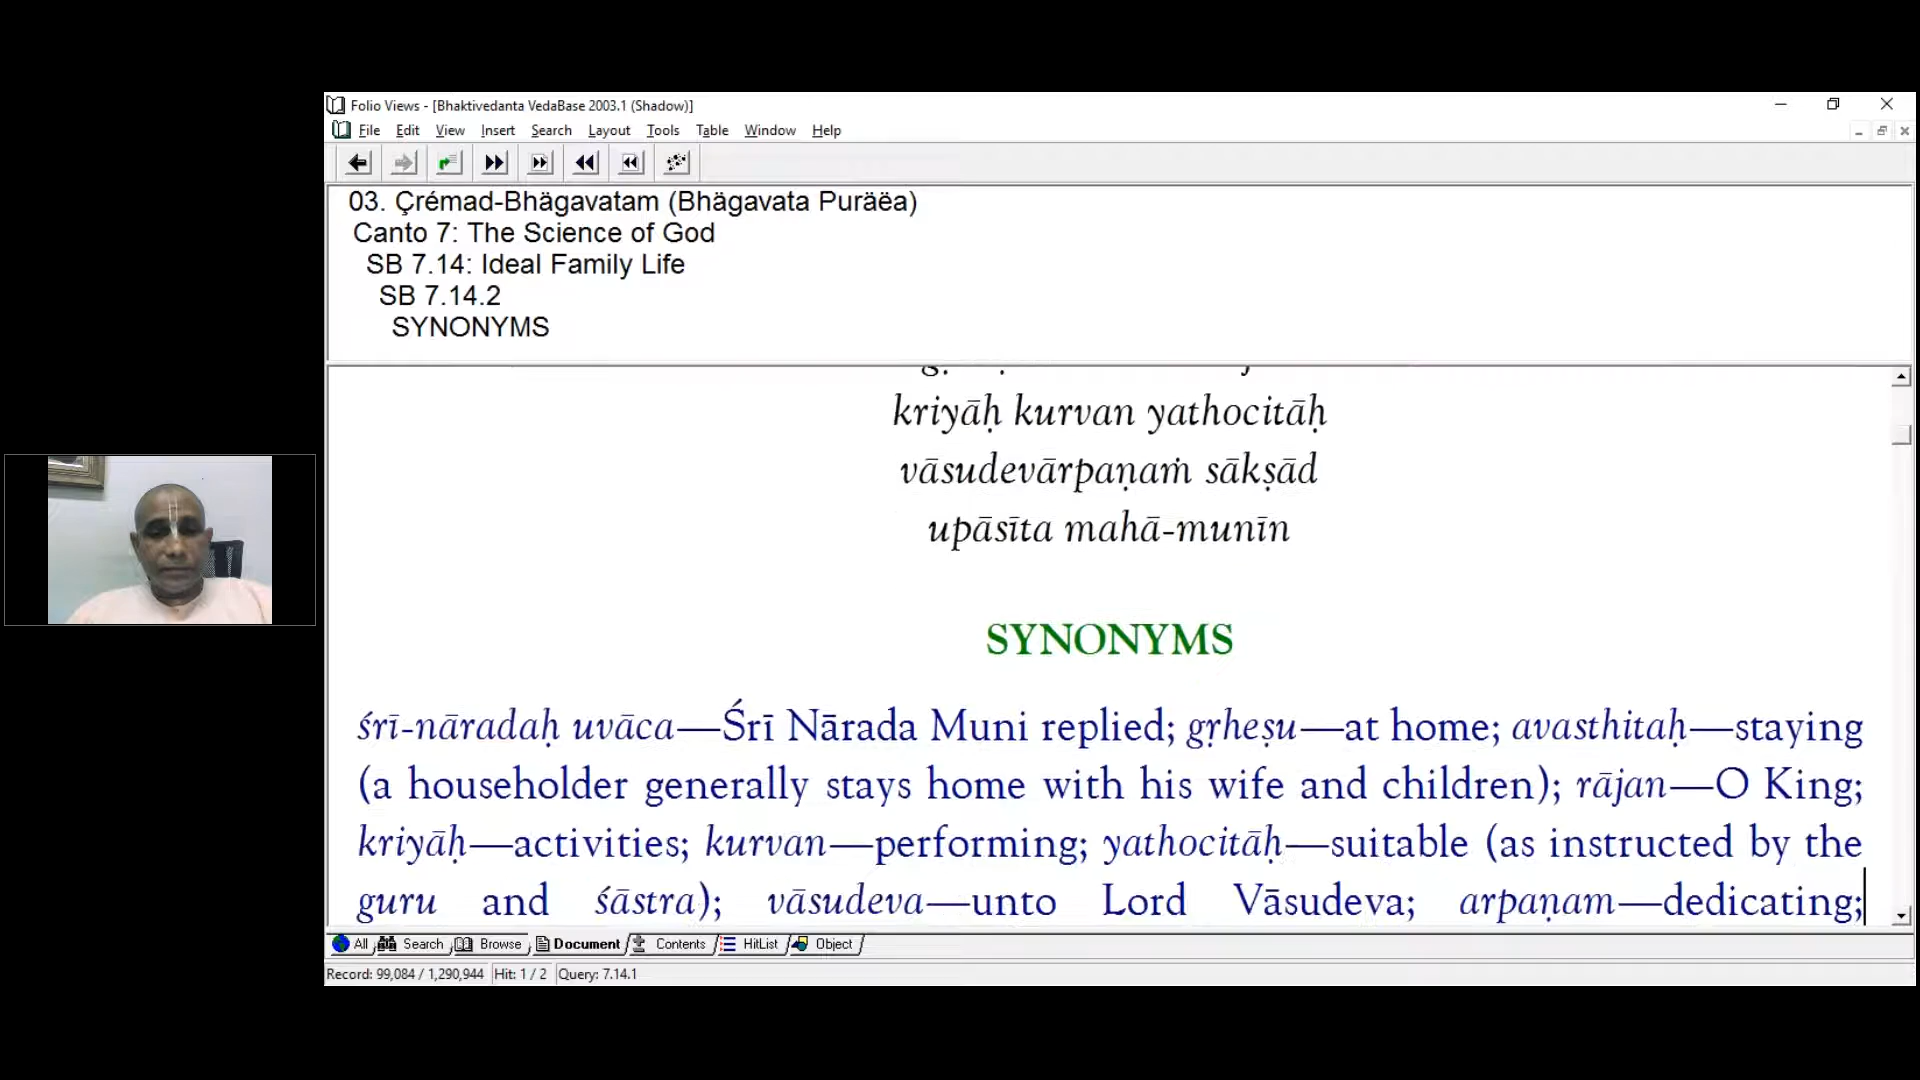 Folio Views - [Bhaktivedanta VedaBase 2003.1 (Shadow)]
File Edit View Insert Search Layout Tools Table Window Help
03. Çrémad-Bhägavatam (Bhägavata Puräëa)
Canto 7: The Science of God
SB 7.14: Ideal Family Life
SB 7.14.2
SYNONYMS
kriyāḥ kurvan yathocitāḥ
vāsudevārpaṇaṁ sākṣād
upāsīta mahā-munīn
SYNONYMS
śrī-nāradaḥ uvāca—Śrī Nārada Muni replied; gṛheṣu—at home; avasthitaḥ—staying
(a householder generally stays home with his wife and children); rājan—O King;
kriyāḥ—activities; kurvan—performing; yathocitāḥ—suitable (as instructed by the
guru and śāstra); vāsudeva—unto Lord Vāsudeva; arpaṇam—dedicating;
All Search Browse Document Contents HitList Object
Record: 99,084 / 1,290,944 Hit: 1 / 2 Query: 7.14.1